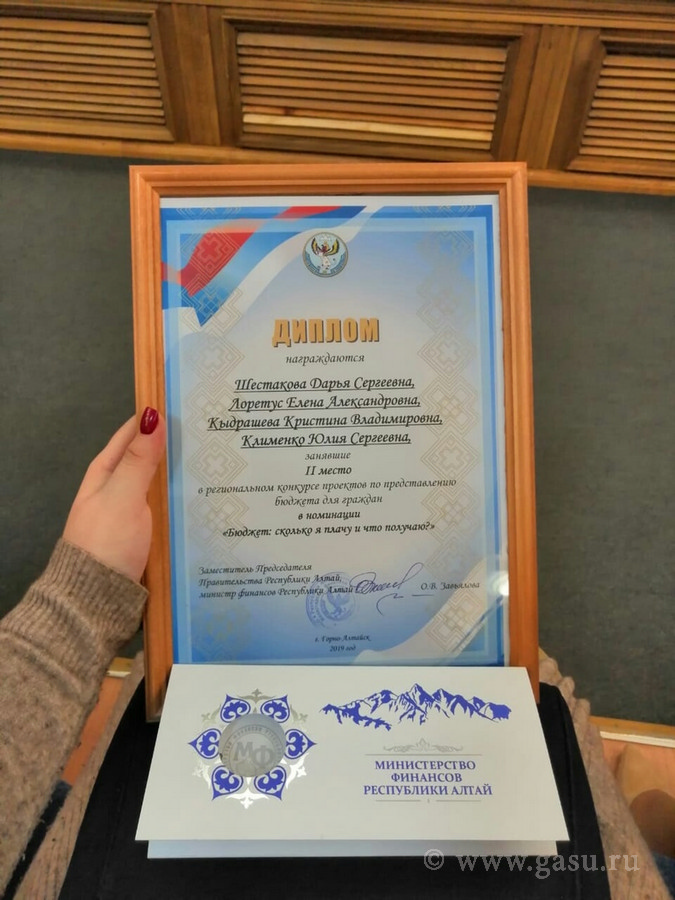 ДИПЛОМ
награждаются
Шестакова Дарья Сергеевна,
Лоретус Елена Александровна,
Кыдрашева Кристина Владимировна,
Клименко Юлия Сергеевна,
занявшие
II место
в региональном конкурсе проектов по представлению
бюджета для граждан
в номинации
«Бюджет: сколько я плачу и что получаю?»
Заместитель Председателя
Правительства Республики Алтай,
министр финансов Республики Алтай
О.В. Завьялова
г. Горно-Алтайск
2019 год
МФ
МИНИСТЕРСТВО
ФИНАНСОВ
РЕСПУБЛИКИ АЛТАЙ
© www.gasu.ru